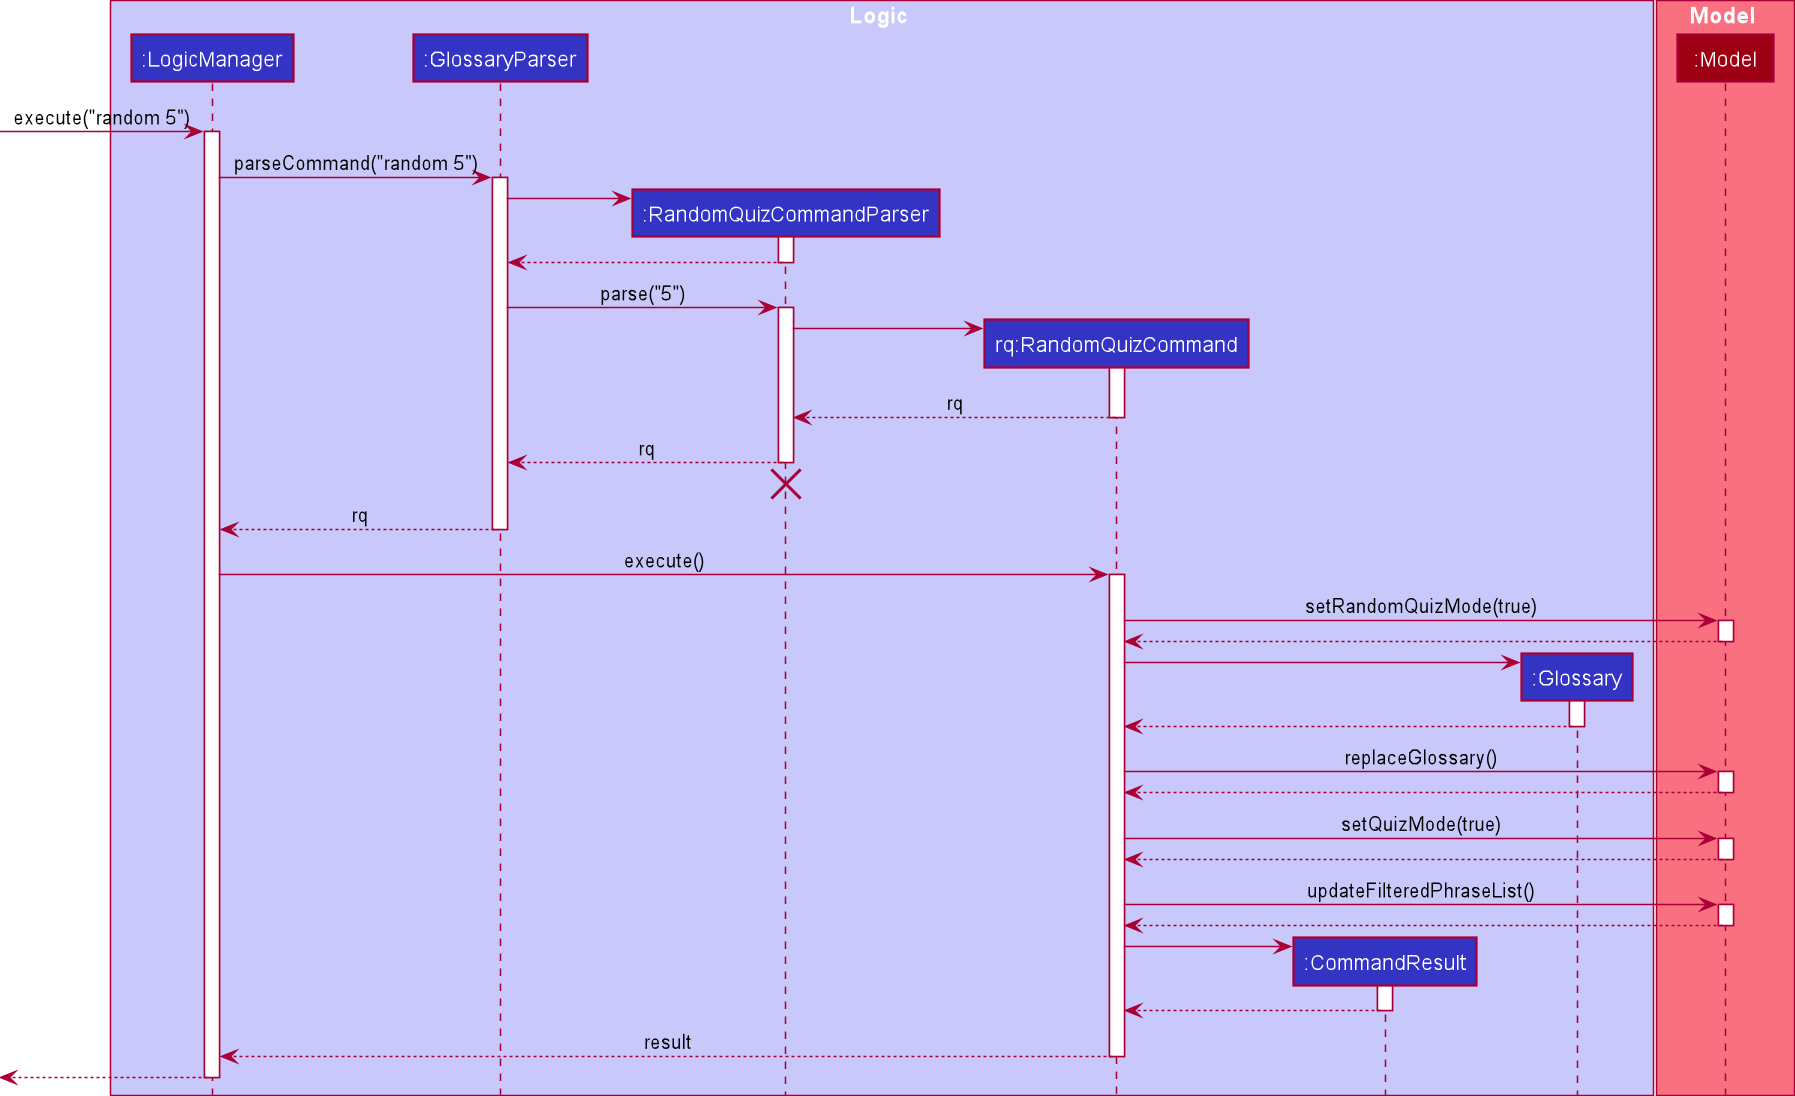 Logic
Model
:LogicManager
:GlossaryParser
:Model
execute("random 5")
parseCommand("random 5")
:RandomQuizCommandParser
parse("5")
rq:RandomQuizCommand
rq
rq
rq
execute()
setRandomQuizMode(true)
:Glossary
replaceGlossary()
setQuizMode(true)
updateFilteredPhraseList()
:CommandResult
result